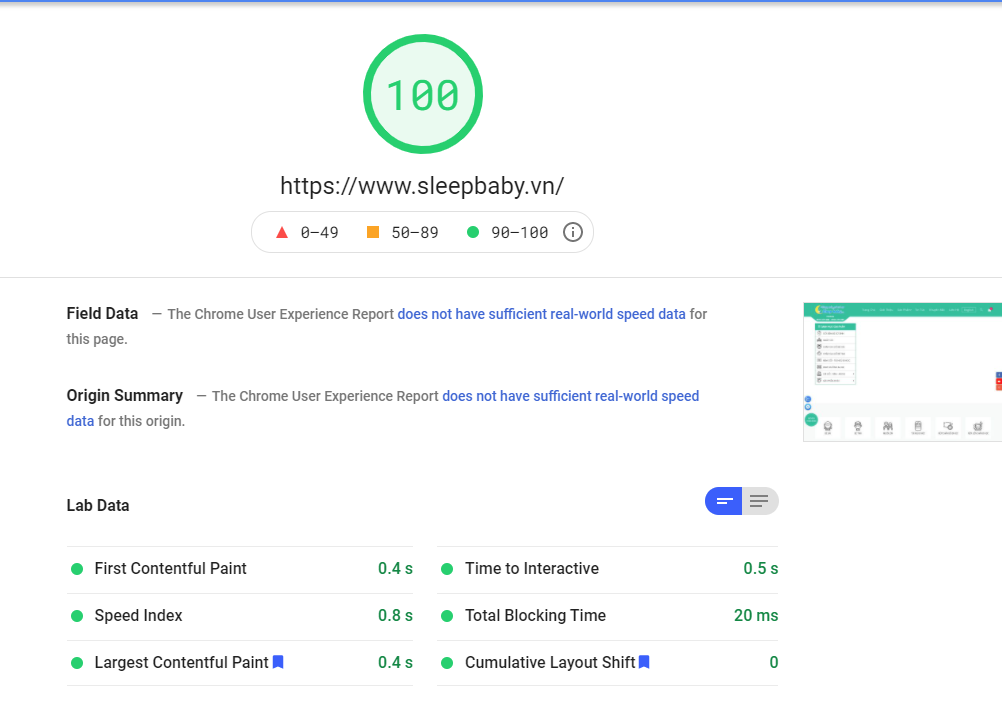 100
https://www.sleepbaby.vn/
0–49 50–89 90–100
Field Data — The Chrome User Experience Report does not have sufficient real-world speed data for
this page.
Origin Summary — The Chrome User Experience Report does not have sufficient real-world speed
data for this origin.
Lab Data
First Contentful Paint 0.4 s
Time to Interactive 0.5 s
Speed Index 0.8 s
Total Blocking Time 20 ms
Largest Contentful Paint 0.4 s
Cumulative Layout Shift 0